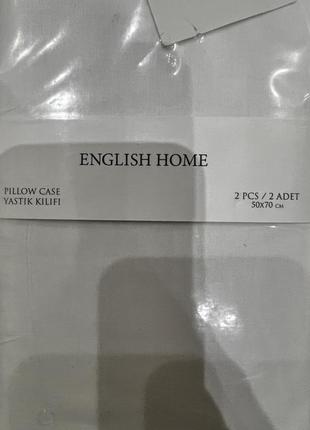 ENGLISH HOME
PILLOW CASE
YASTIK KILIFI
2 PCS / 2 ADET
50X70 CM